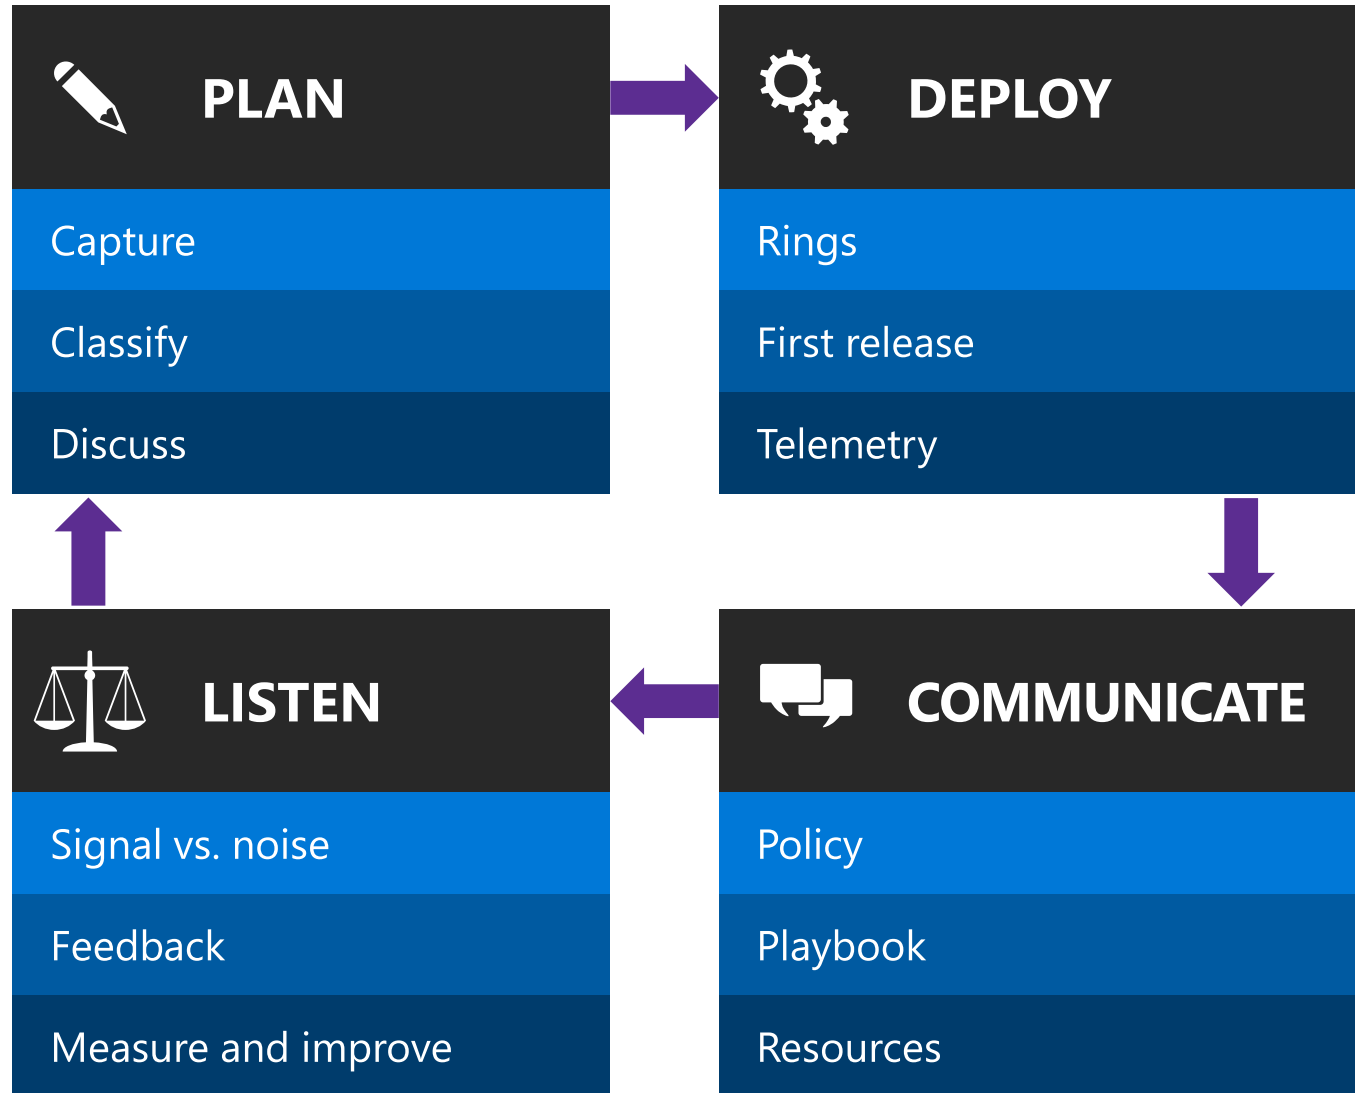 PLAN
Capture
Classify
Discuss
DEPLOY
Rings
First release
Telemetry
LISTEN
Signal vs. noise
Feedback
Measure and improve
COMMUNICATE
Policy
Playbook
Resources